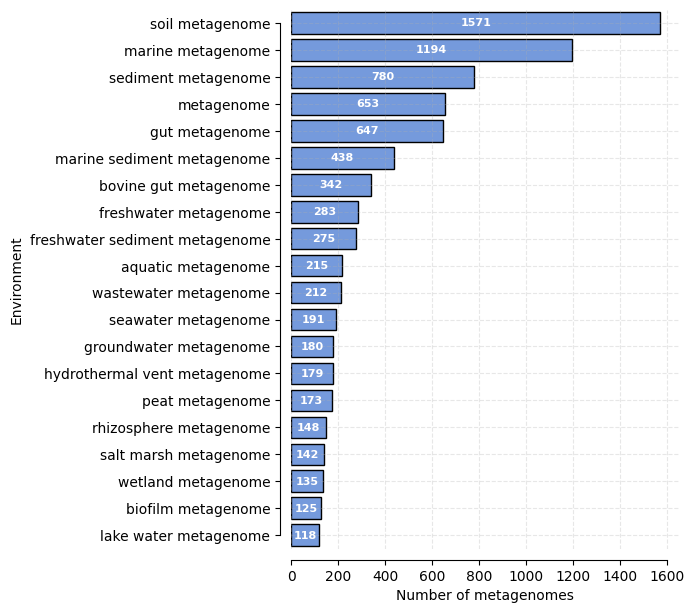 soil metagenome 1571
marine metagenome 1194
sediment metagenome 780
metagenome 653
gut metagenome 647
marine sediment metagenome 438
bovine gut metagenome 342
freshwater metagenome 283
freshwater sediment metagenome 275
aquatic metagenome 215
wastewater metagenome 212
seawater metagenome 191
groundwater metagenome 180
hydrothermal vent metagenome 179
peat metagenome 173
rhizosphere metagenome 148
salt marsh metagenome 142
wetland metagenome 135
biofilm metagenome 125
lake water metagenome 118
Environment
0 200 400 600 800 1000 1200 1400 1600
Number of metagenomes